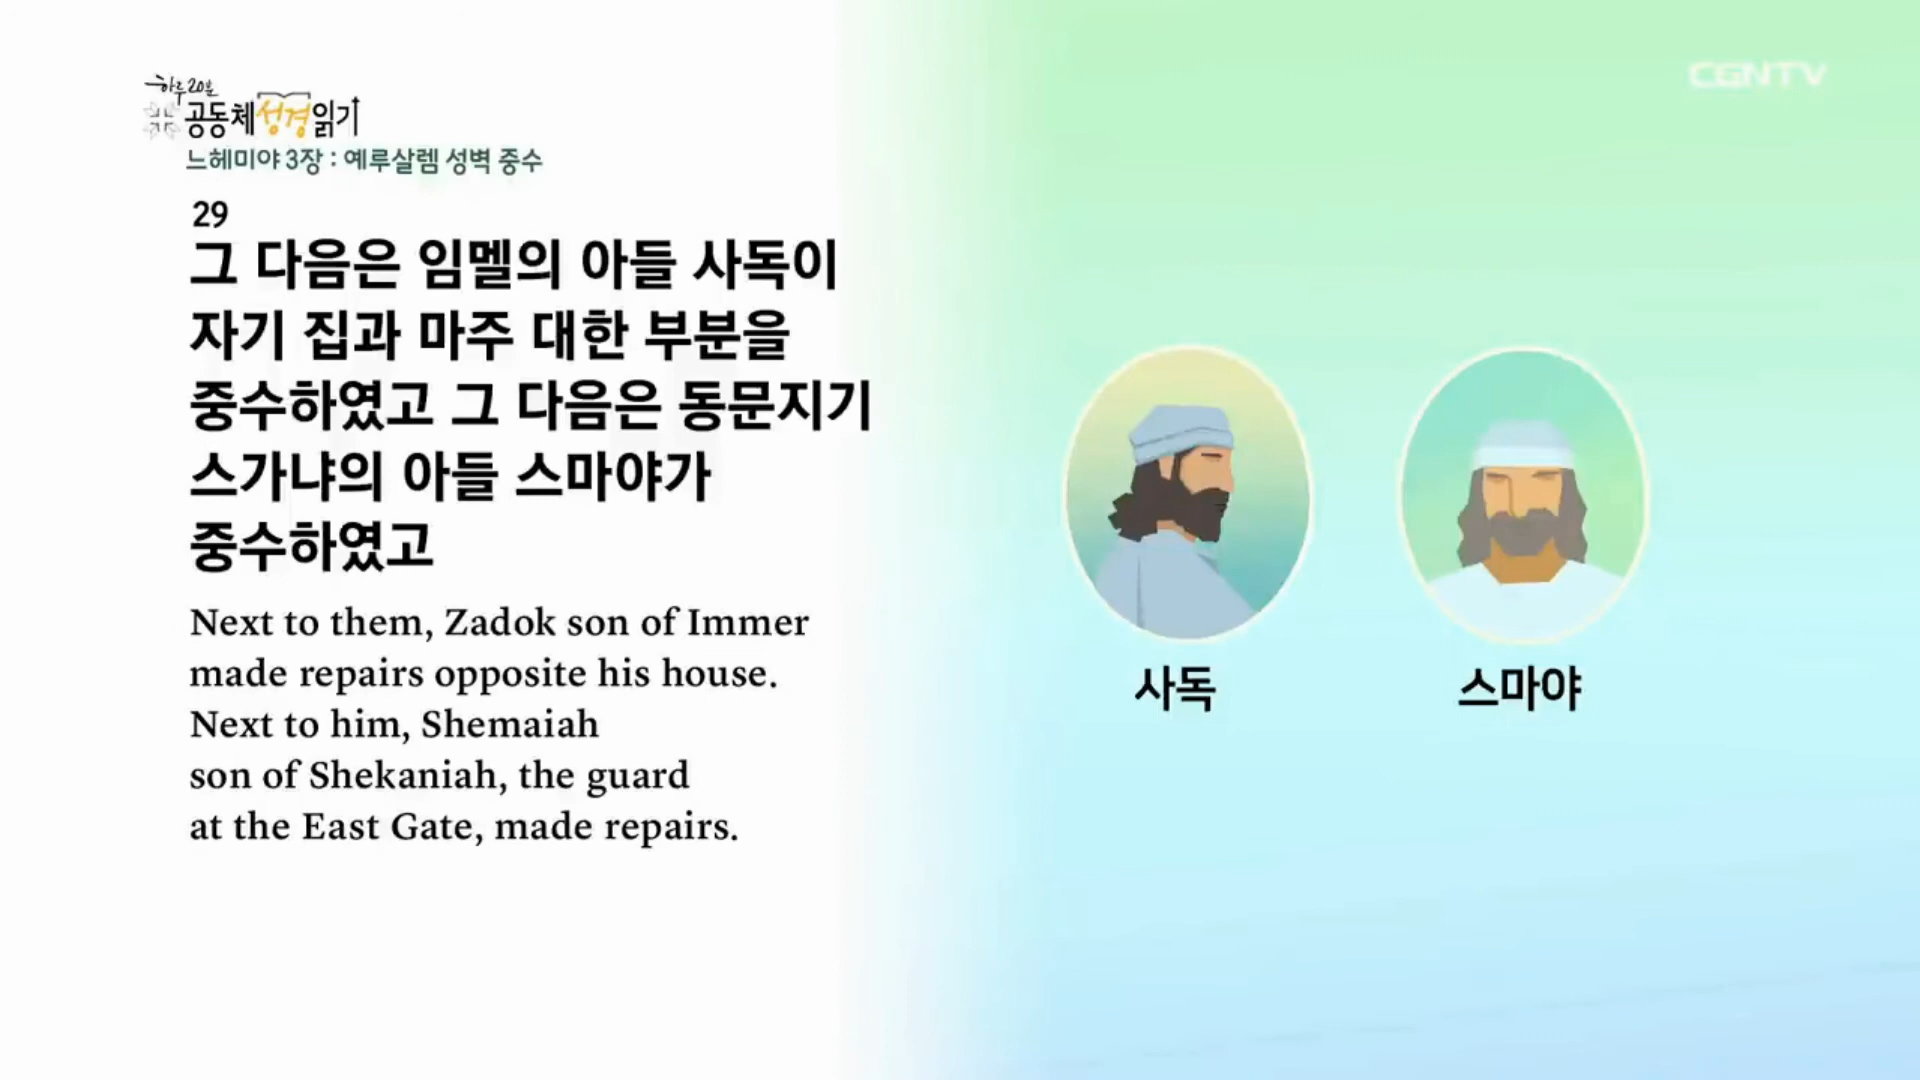 하루 20분
공동체성경읽기
느헤미야 3장 : 예루살렘 성벽 중수
CGNTV
29
그 다음은 임멜의 아들 사독이
자기 집과 마주 대한 부분을
중수하였고 그 다음은 동문지기
스가냐의 아들 스마야가
중수하였고
Next to them, Zadok son of Immer
made repairs opposite his house.
Next to him, Shemaiah
son of Shekaniah, the guard
at the East Gate, made repairs.
사독
스마야